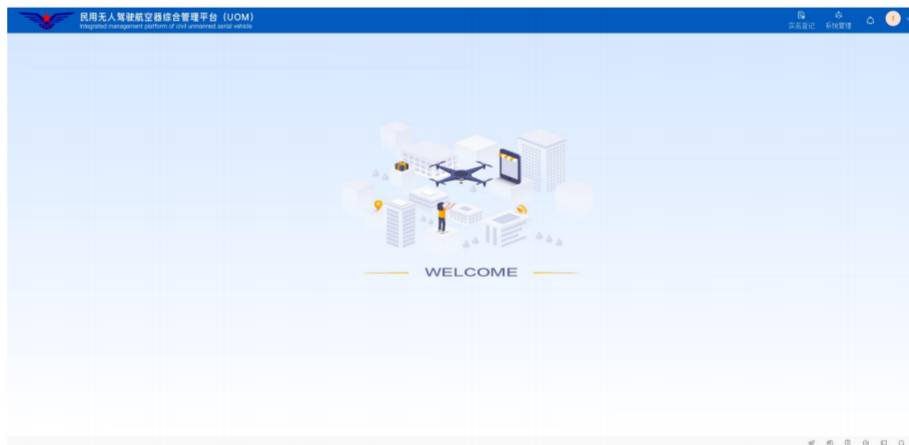 民用无人驾驶航空器综合管理平台（UOM）
Integrated management platform of civil unmanned aerial vehicle
实名登记
系统管理
WELCOME